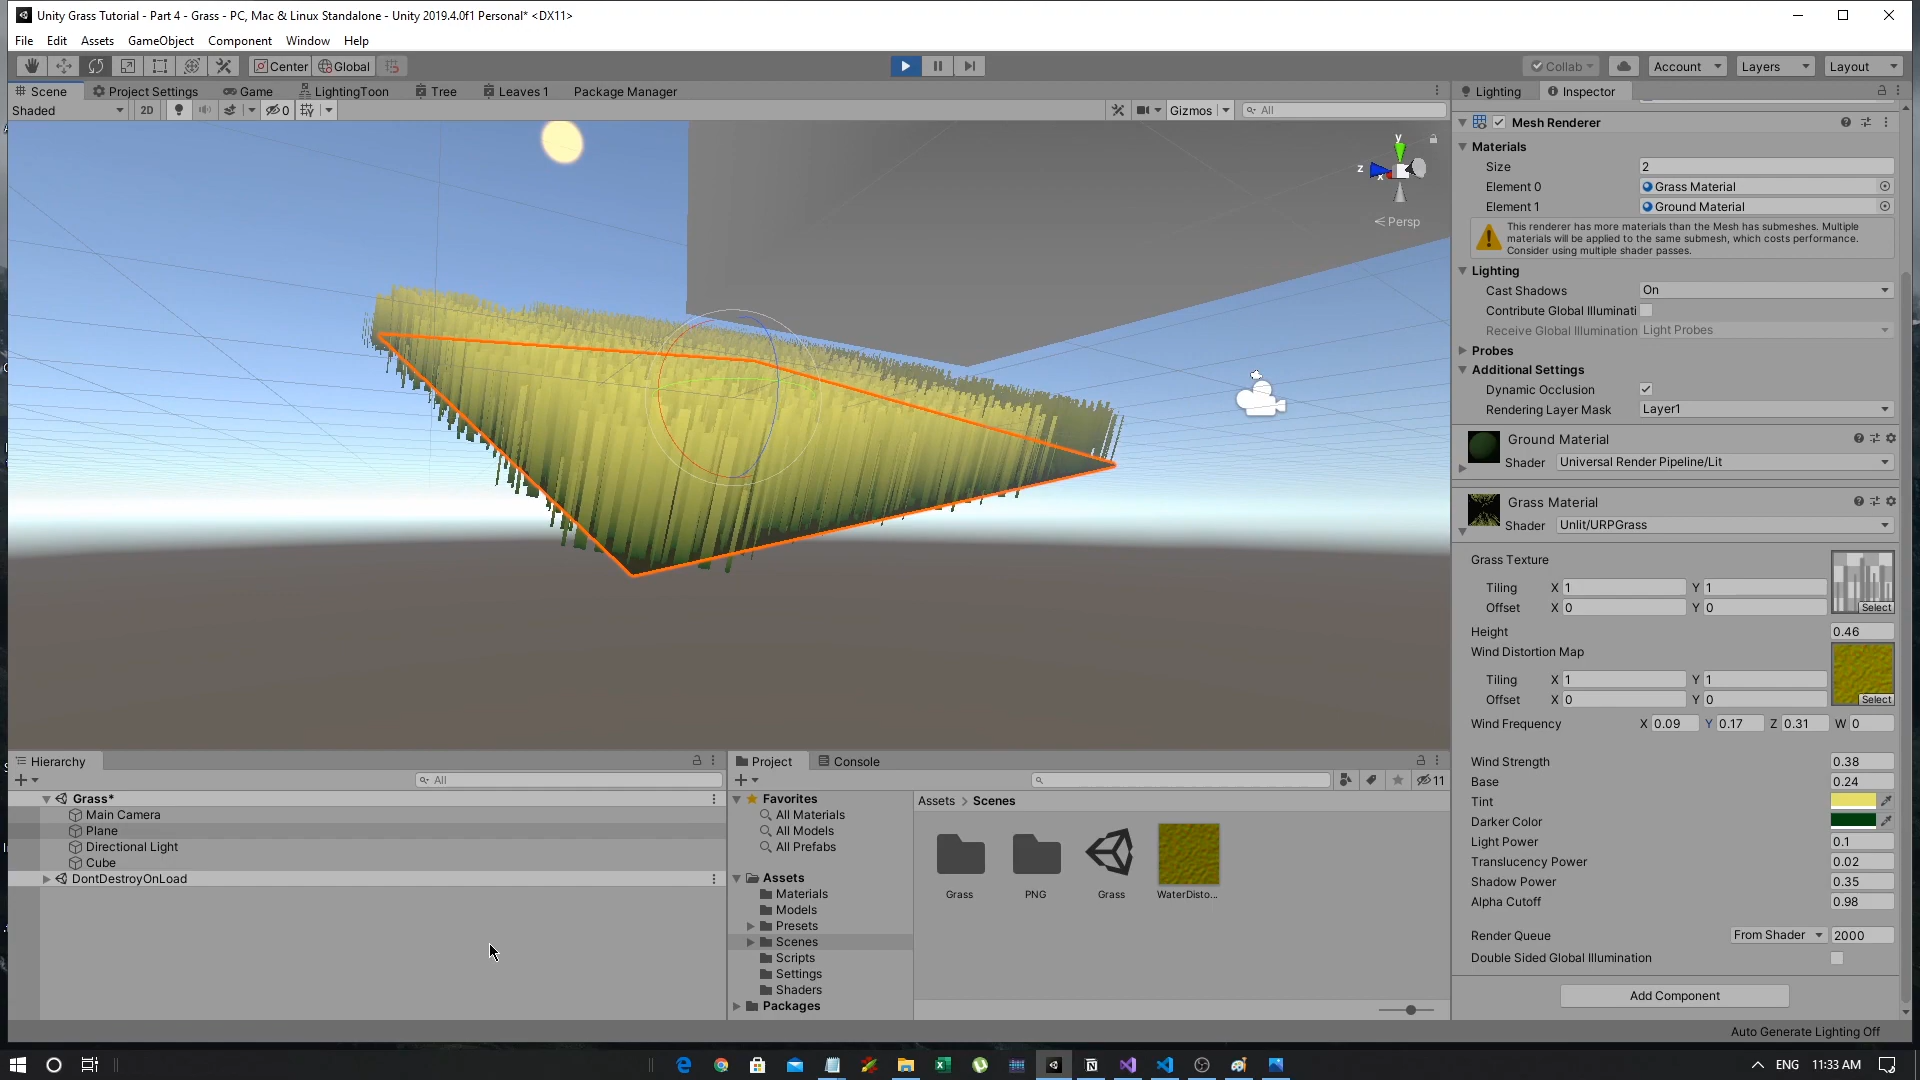 Unity Grass Tutorial - Part 4 - Grass - PC, Mac & Linux Standalone - Unity 2019.4.0f1 Personal* <DX11>
File Edit Assets GameObject Component Window Help
Center Global Collab Account Layers Layout
Scene Project Settings Game LightingToon Tree Leaves 1 Package Manager
Shaded 2D 0 Gizmos All
y
z
x
Persp
Lighting Inspector
Mesh Renderer
Materials
Size 2
Element 0 Grass Material
Element 1 Ground Material
This renderer has more materials than the Mesh has submeshes. Multiple
materials will be applied to the same submesh, which costs performance.
Consider using multiple shader passes.
Lighting
Cast Shadows On
Contribute Global Illuminati
Receive Global Illumination Light Probes
Probes
Additional Settings
Dynamic Occlusion
Rendering Layer Mask Layer1
Ground Material
Shader Universal Render Pipeline/Lit
Grass Material
Shader Unlit/URPGrass
Grass Texture
Tiling X 1 Y 1
Offset X 0 Y 0
Select
Height 0.46
Wind Distortion Map
Tiling X 1 Y 1
Offset X 0 Y 0
Select
Wind Frequency X 0.09 Y 0.17 Z 0.31 W 0
Wind Strength 0.38
Base 0.24
Tint
Darker Color
Light Power 0.1
Translucency Power 0.02
Shadow Power 0.35
Alpha Cutoff 0.98
Render Queue From Shader 2000
Double Sided Global Illumination
Add Component
Auto Generate Lighting Off
Hierarchy
All
Grass*
Main Camera
Plane
Directional Light
Cube
DontDestroyOnLoad
Project Console
11
Favorites
All Materials
All Models
All Prefabs
Assets
Materials
Models
Presets
Scenes
Scripts
Settings
Shaders
Packages
Assets > Scenes
Grass PNG Grass WaterDisto...
ENG 11:33 AM